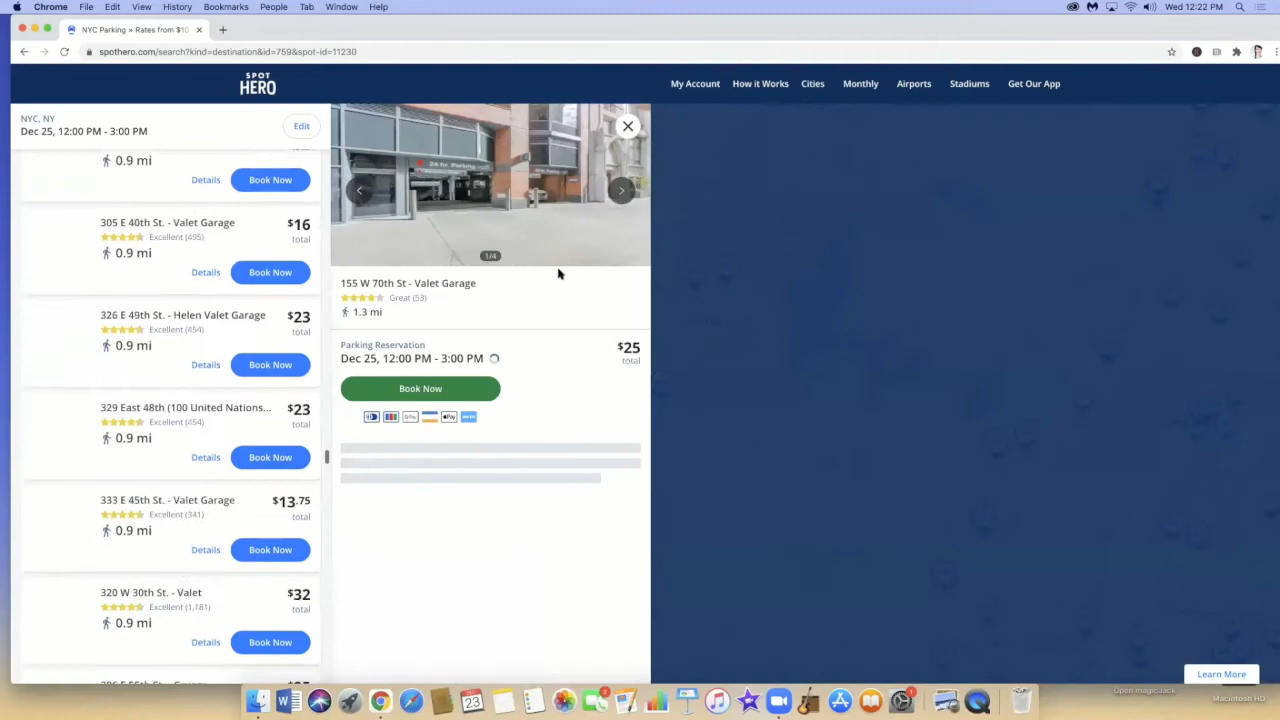 Chrome File Edit View History Bookmarks People Tab Window Help
Wed 12:22 PM
NYC Parking » Rates from $10
spothero.com/search?kind=destination&id=759&spot-id=11230
SPOT
HERO
My Account How it Works Cities Monthly Airports Stadiums Get Our App
NYC, NY
Dec 25, 12:00 PM - 3:00 PM
Edit
0.9 mi
Details Book Now
305 E 40th St. - Valet Garage $16
Excellent (495) total
0.9 mi
Details Book Now
326 E 49th St. - Helen Valet Garage $23
Excellent (454) total
0.9 mi
Details Book Now
329 East 48th (100 United Nations... $23
Excellent (454) total
0.9 mi
Details Book Now
333 E 45th St. - Valet Garage $13.75
Excellent (341) total
0.9 mi
Details Book Now
320 W 30th St. - Valet $32
Excellent (1,181) total
0.9 mi
Details Book Now
24 hr. Parking
1/4
155 W 70th St - Valet Garage
Great (53)
1.3 mi
Parking Reservation
Dec 25, 12:00 PM - 3:00 PM
$25
total
Book Now
Learn More
Open magicJack
Macintosh HD